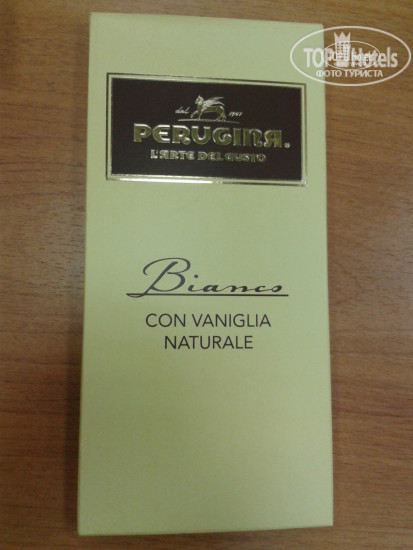 TOPHotels
ФОТО ТУРИСТА
dal 1907
PERUGINA®
L'ARTE DEL GUSTO
Bianco
CON VANIGLIA
NATURALE